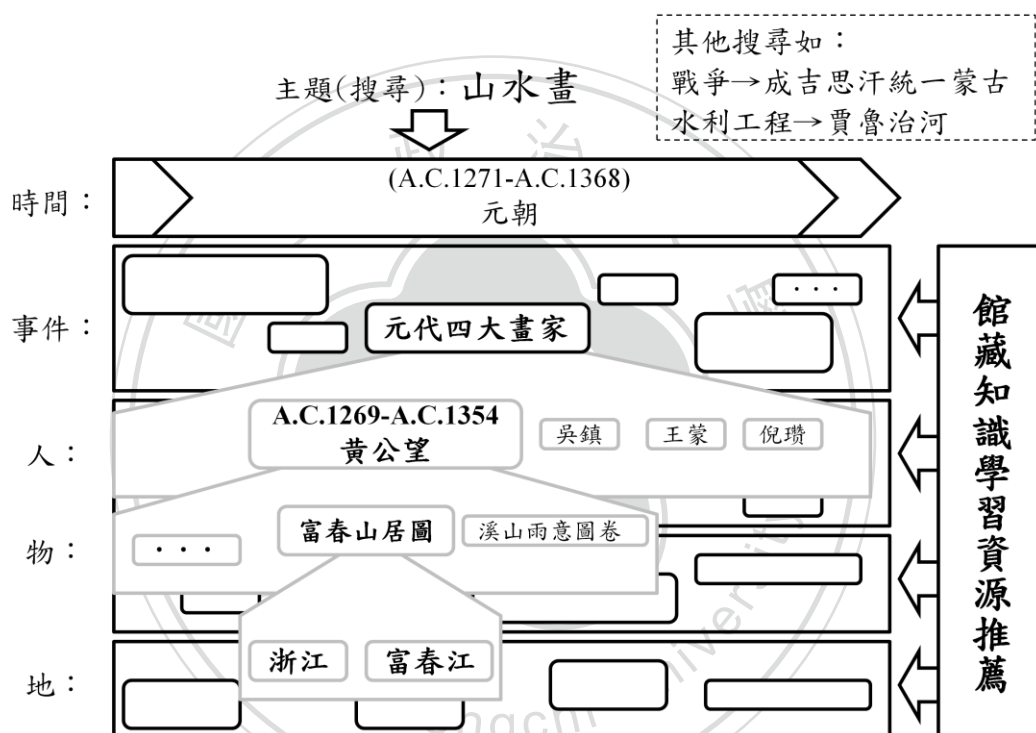 其他搜尋如：
戰爭→成吉思汗統一蒙古
水利工程→賈魯治河
主題(搜尋)：山水畫
時間：
(A.C.1271-A.C.1368)
元朝
事件：
...
元代四大畫家
人：
A.C.1269-A.C.1354
黃公望
吳鎮
王蒙
倪瓚
物：
...
富春山居圖
溪山雨意圖卷
地：
浙江
富春江
館藏知識學習資源推薦